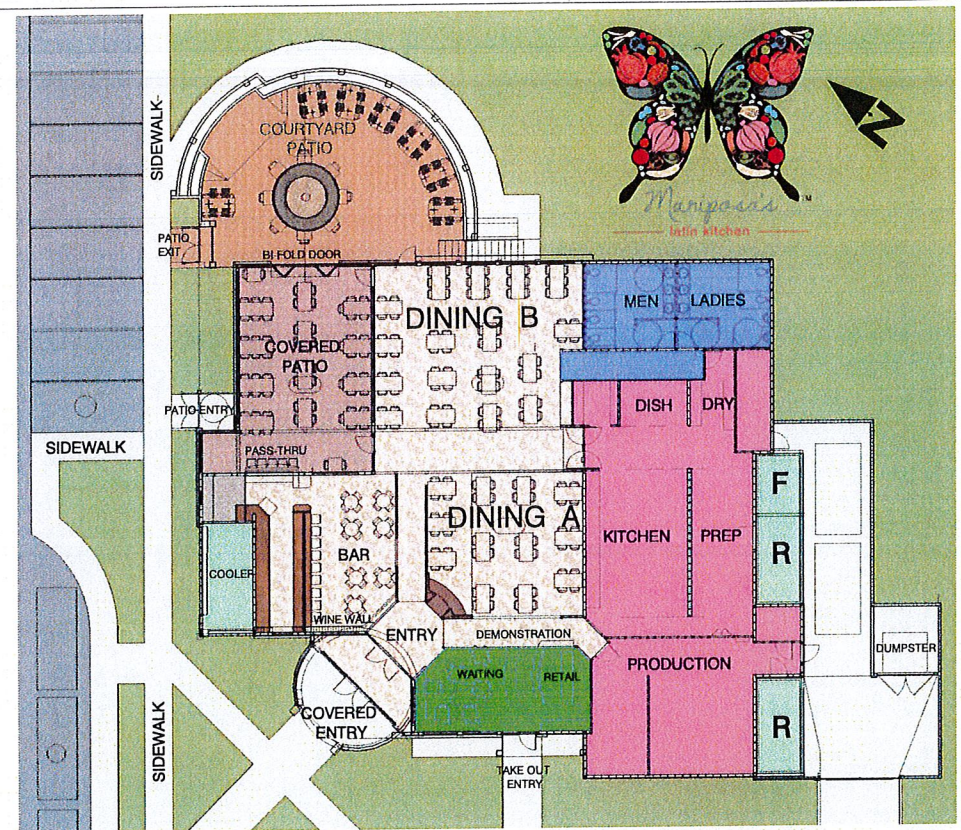 SIDEWALK-
COURTYARD
PATIO
N
Mariposa's
TM
latin kitchen
PATIO
EXIT
BI FOLD DOOR
MEN
LADIES
DINING B
COVERED
PATIO
DISH
DRY
PATIO ENTRY
SIDEWALK
PASS-THRU
F
DINING A
KITCHEN
PREP
R
BAR
COOLER
WINE WALL
ENTRY
DEMONSTRATION
DUMPSTER
WAITING
RETAIL
PRODUCTION
COVERED
ENTRY
SIDEWALK
R
TAKE OUT
ENTRY